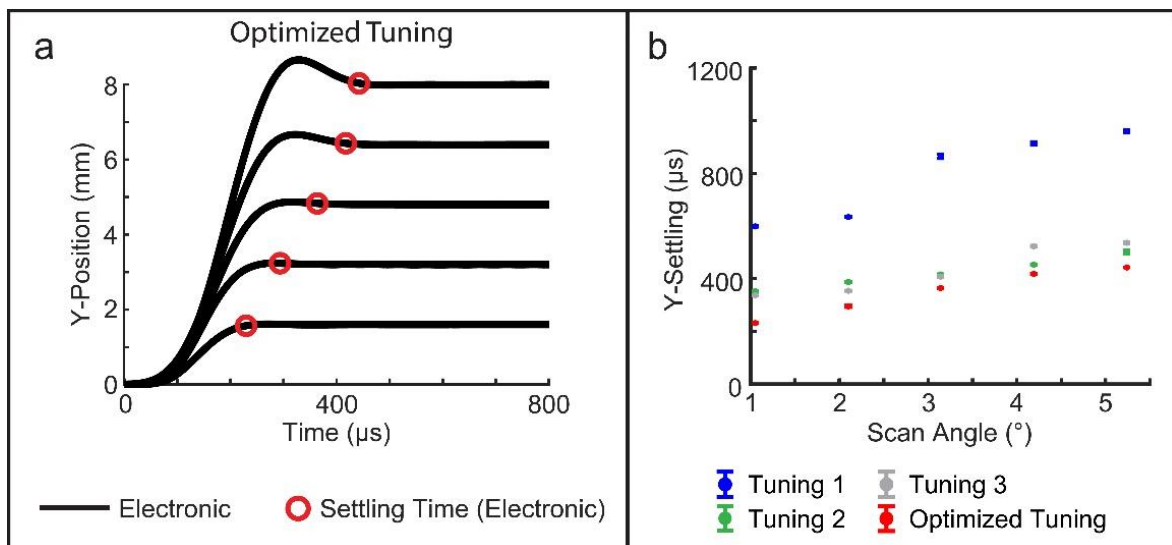 a
Optimized Tuning
Y-Position (mm)
8
6
4
2
0
0
400
800
Time (µs)
Electronic
Settling Time (Electronic)
b
Y-Settling (µs)
1200
800
400
0
1
2
3
4
5
Scan Angle (°)
Tuning 1
Tuning 3
Tuning 2
Optimized Tuning